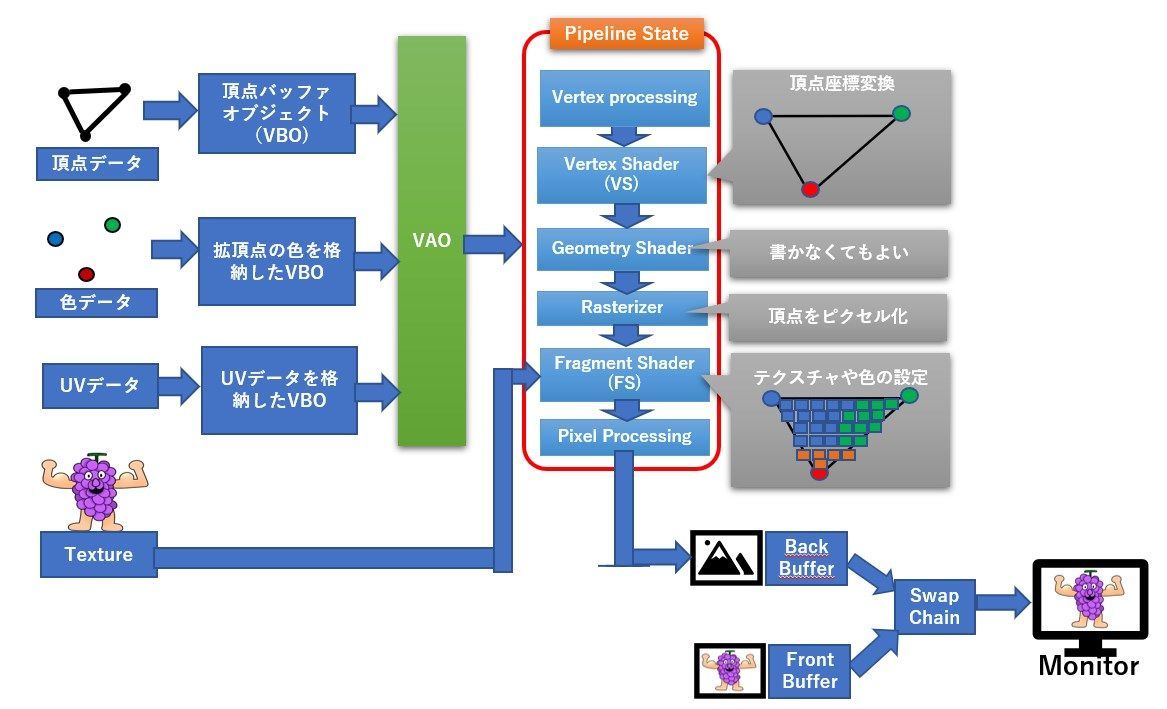 Pipeline State
頂点データ
頂点バッファ
オブジェクト
（VBO）
色データ
拡頂点の色を格
納したVBO
UVデータ
UVデータを格
納したVBO
Texture
VAO
Vertex processing
Vertex Shader
(VS)
Geometry Shader
Rasterizer
Fragment Shader
(FS)
Pixel Processing
頂点座標変換
書かなくてもよい
頂点をピクセル化
テクスチャや色の設定
Back
Buffer
Front
Buffer
Swap
Chain
Monitor